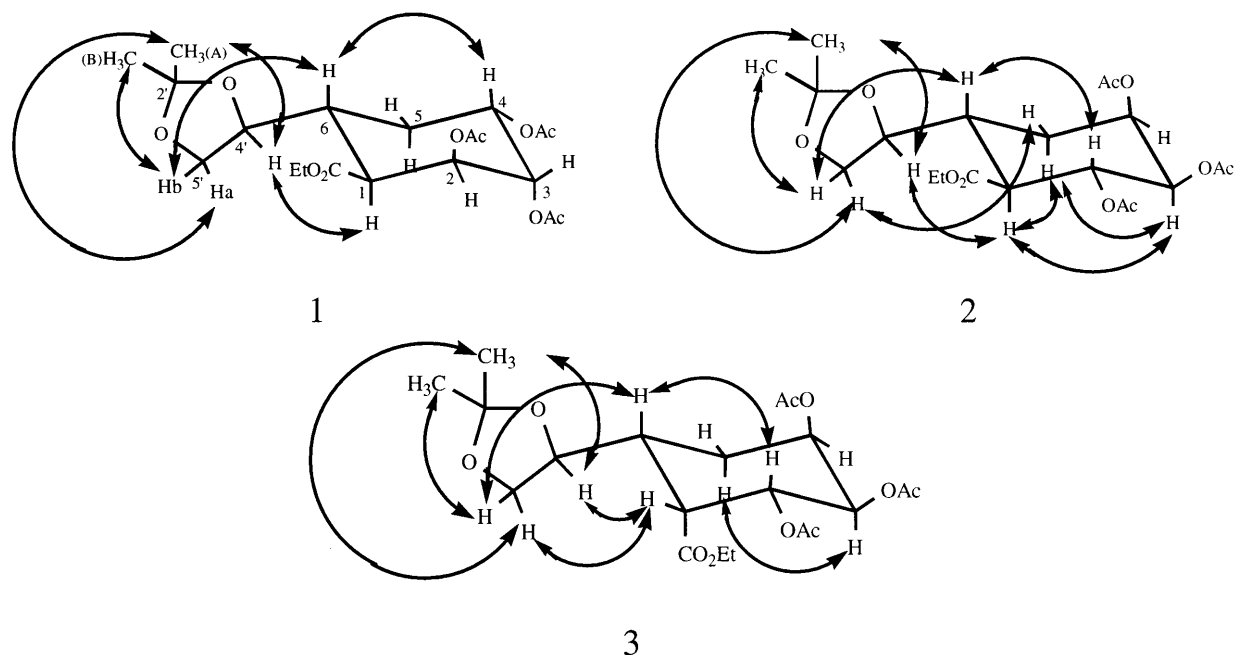 (B)H₃C CH₃(A)
2' O H H
O H 5 4
6 OAc OAc
4' H EtO₂C H H
Hb 5' Ha 1 2 H 3
H OAc
1
CH₃ AcO
H₃C O H H H
O H H OAc
H H EtO₂C H OAc
H H
2
CH₃
H₃C O H AcO
O H H H
H H H H OAc
H OAc
CO₂Et H
3